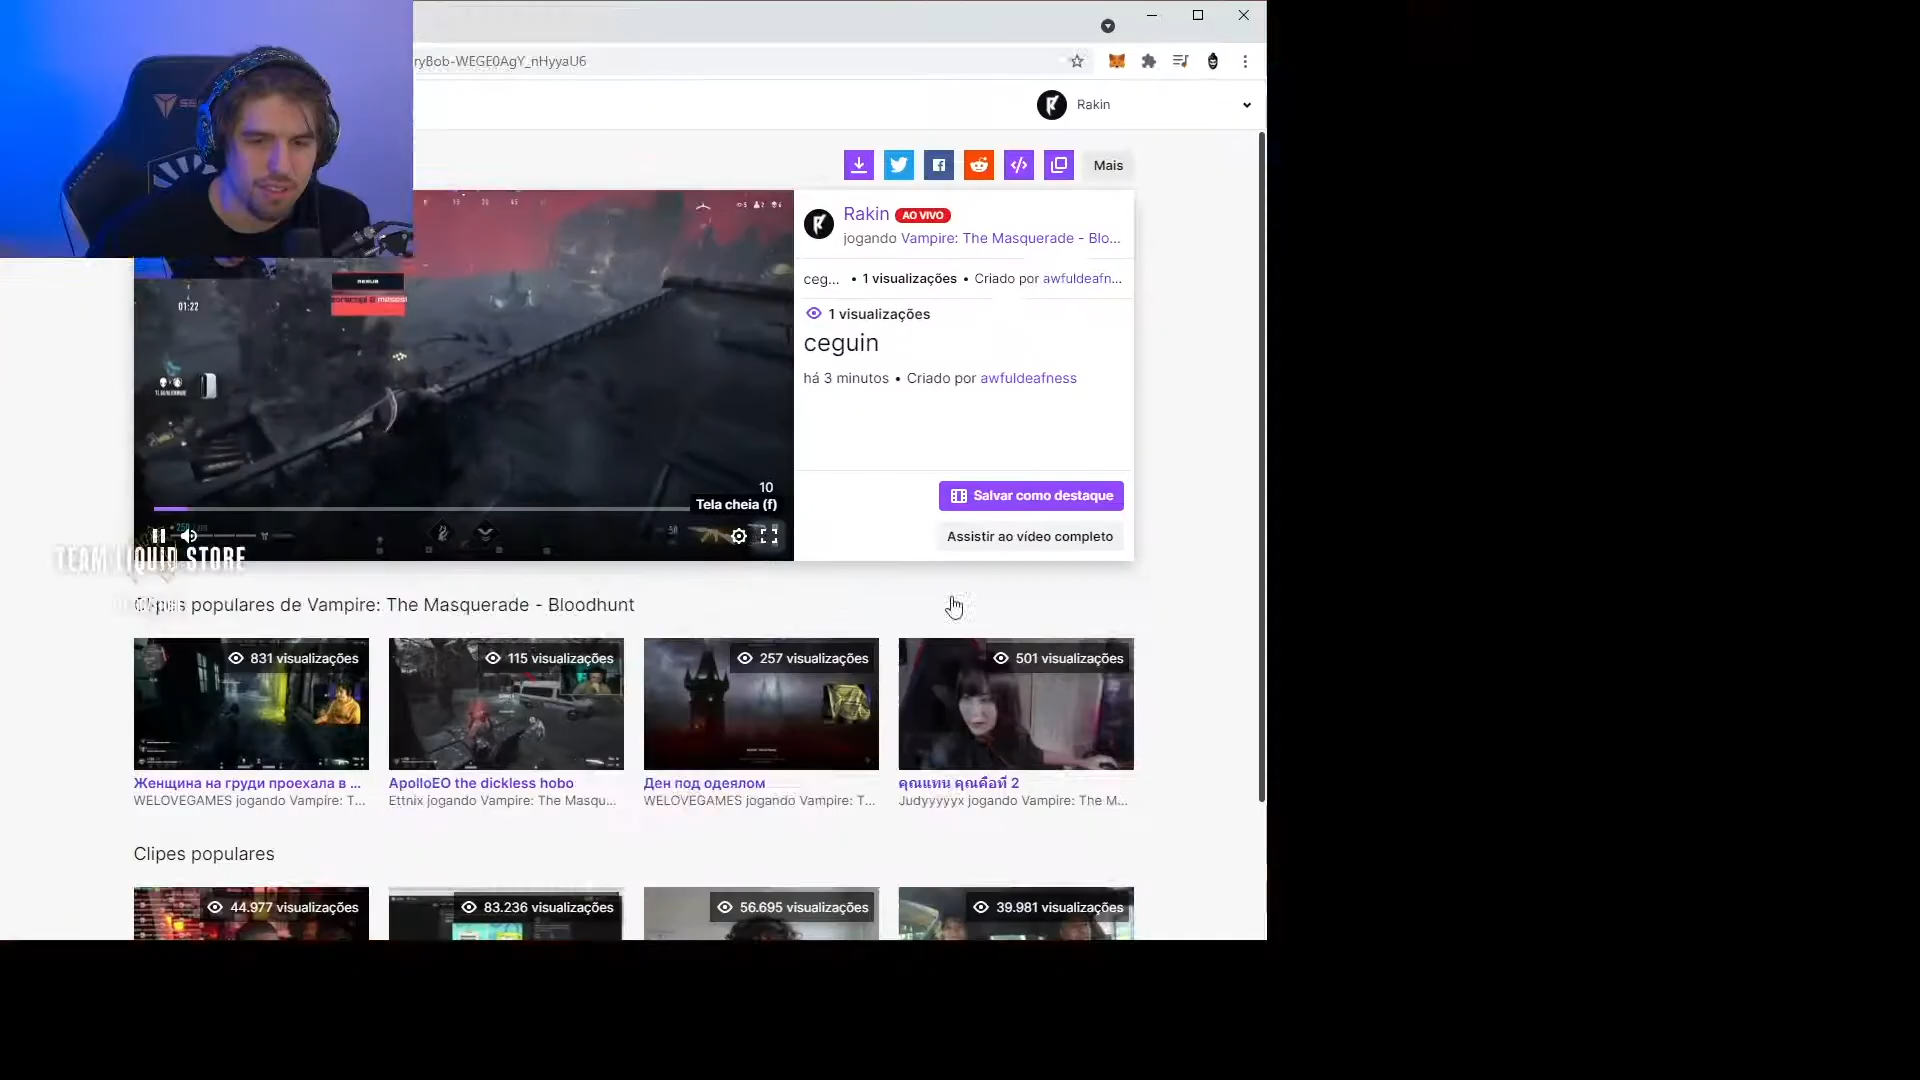 ryBob-WEGE0AgY_nHyyaU6
Rakin
Mais
Rakin AO VIVO
jogando Vampire: The Masquerade - Blo...
ceg... • 1 visualizações • Criado por awfuldeafn...
1 visualizações
ceguin
há 3 minutos • Criado por awfuldeafness
01:22
10
Tela cheia (f)
50
Salvar como destaque
Assistir ao vídeo completo
TEAM LIQUID STORE
Clipes populares de Vampire: The Masquerade - Bloodhunt
831 visualizações
115 visualizações
257 visualizações
501 visualizações
Женщина на груди проехала в ...
ApolloEO the dickless hobo
Ден под одеялом
คุณแทน คุณคือที่ 2
WELOVEGAMES jogando Vampire: T...
Ettnix jogando Vampire: The Masqu...
WELOVEGAMES jogando Vampire: T...
Judyyyyyx jogando Vampire: The M...
Clipes populares
44.977 visualizações
83.236 visualizações
56.695 visualizações
39.981 visualizações